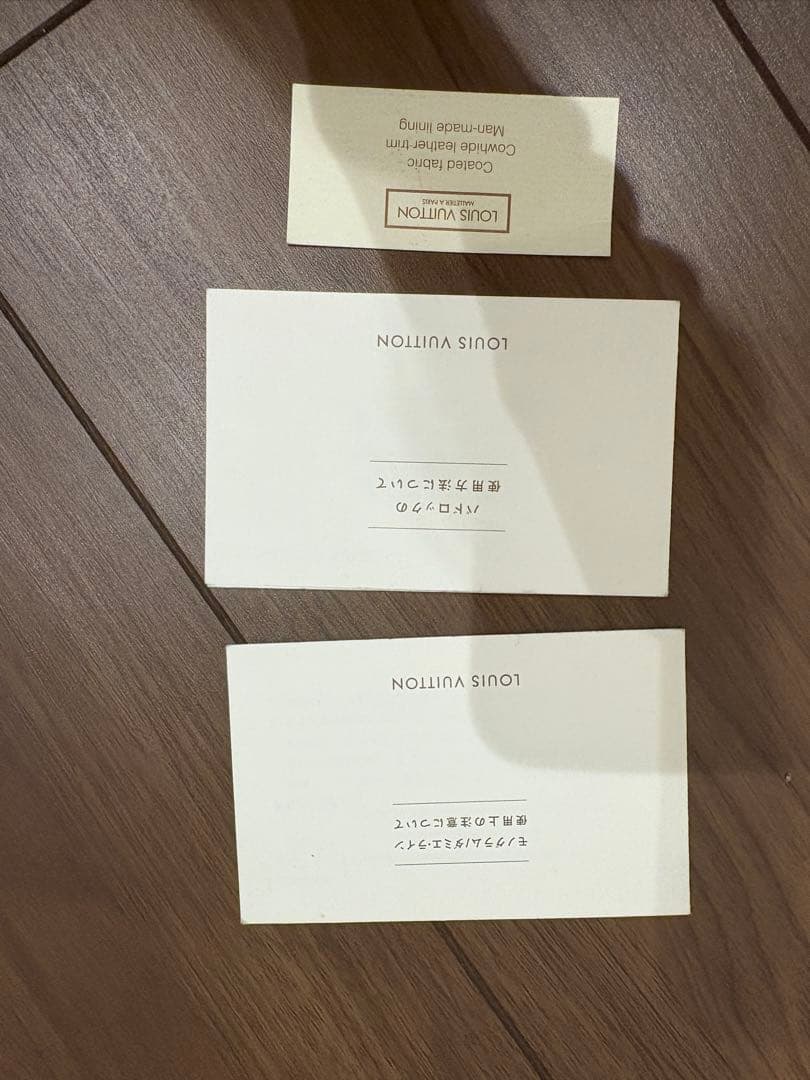 モノグラム/ダミエ・ライン
使用上の注意について
LOUIS VUITTON
パドロックの
使用方法について
LOUIS VUITTON
LOUIS VUITTON
MALLETIER A PARIS
Coated fabric
Cowhide leather trim
Man-made lining